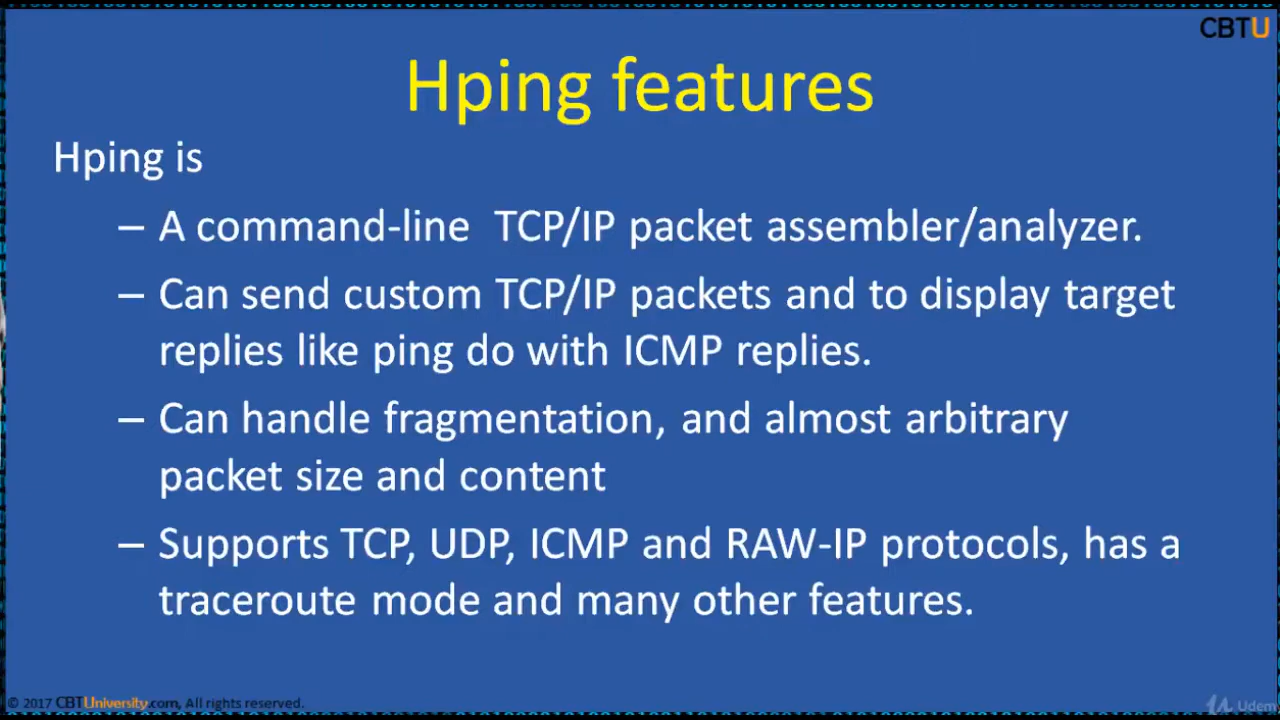 CBTU
Hping features
Hping is
– A command-line TCP/IP packet assembler/analyzer.
– Can send custom TCP/IP packets and to display target
replies like ping do with ICMP replies.
– Can handle fragmentation, and almost arbitrary
packet size and content
– Supports TCP, UDP, ICMP and RAW-IP protocols, has a
traceroute mode and many other features.
© 2017 CBTUniversity.com, All rights reserved.